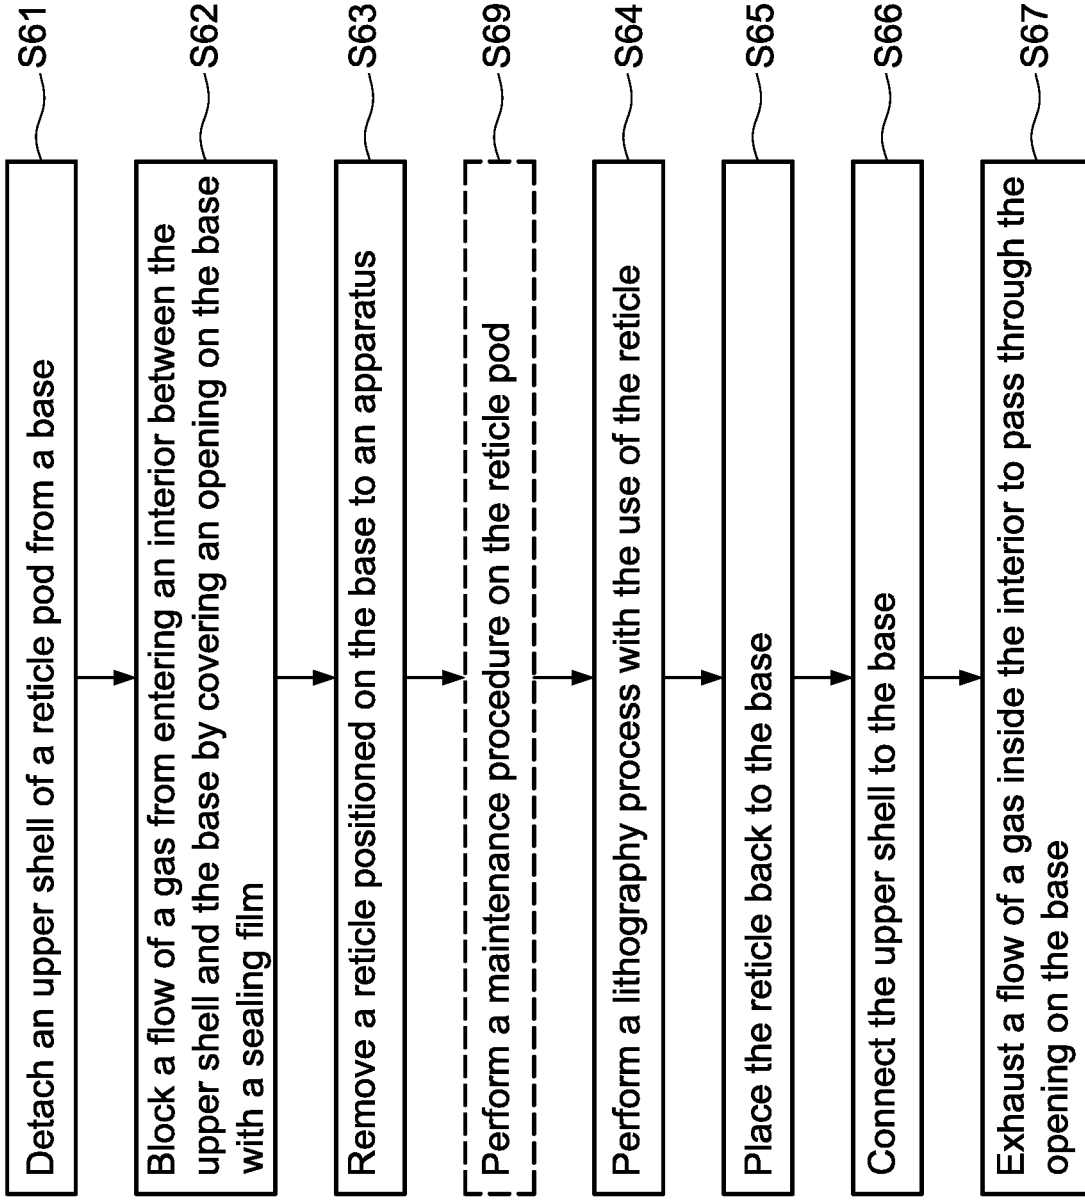 Detach an upper shell of a reticle pod from a base
S61
Block a flow of a gas from entering an interior between the
upper shell and the base by covering an opening on the base
with a sealing film
S62
Remove a reticle positioned on the base to an apparatus
S63
Perform a maintenance procedure on the reticle pod
S69
Perform a lithography process with the use of the reticle
S64
Place the reticle back to the base
S65
Connect the upper shell to the base
S66
Exhaust a flow of a gas inside the interior to pass through the
opening on the base
S67